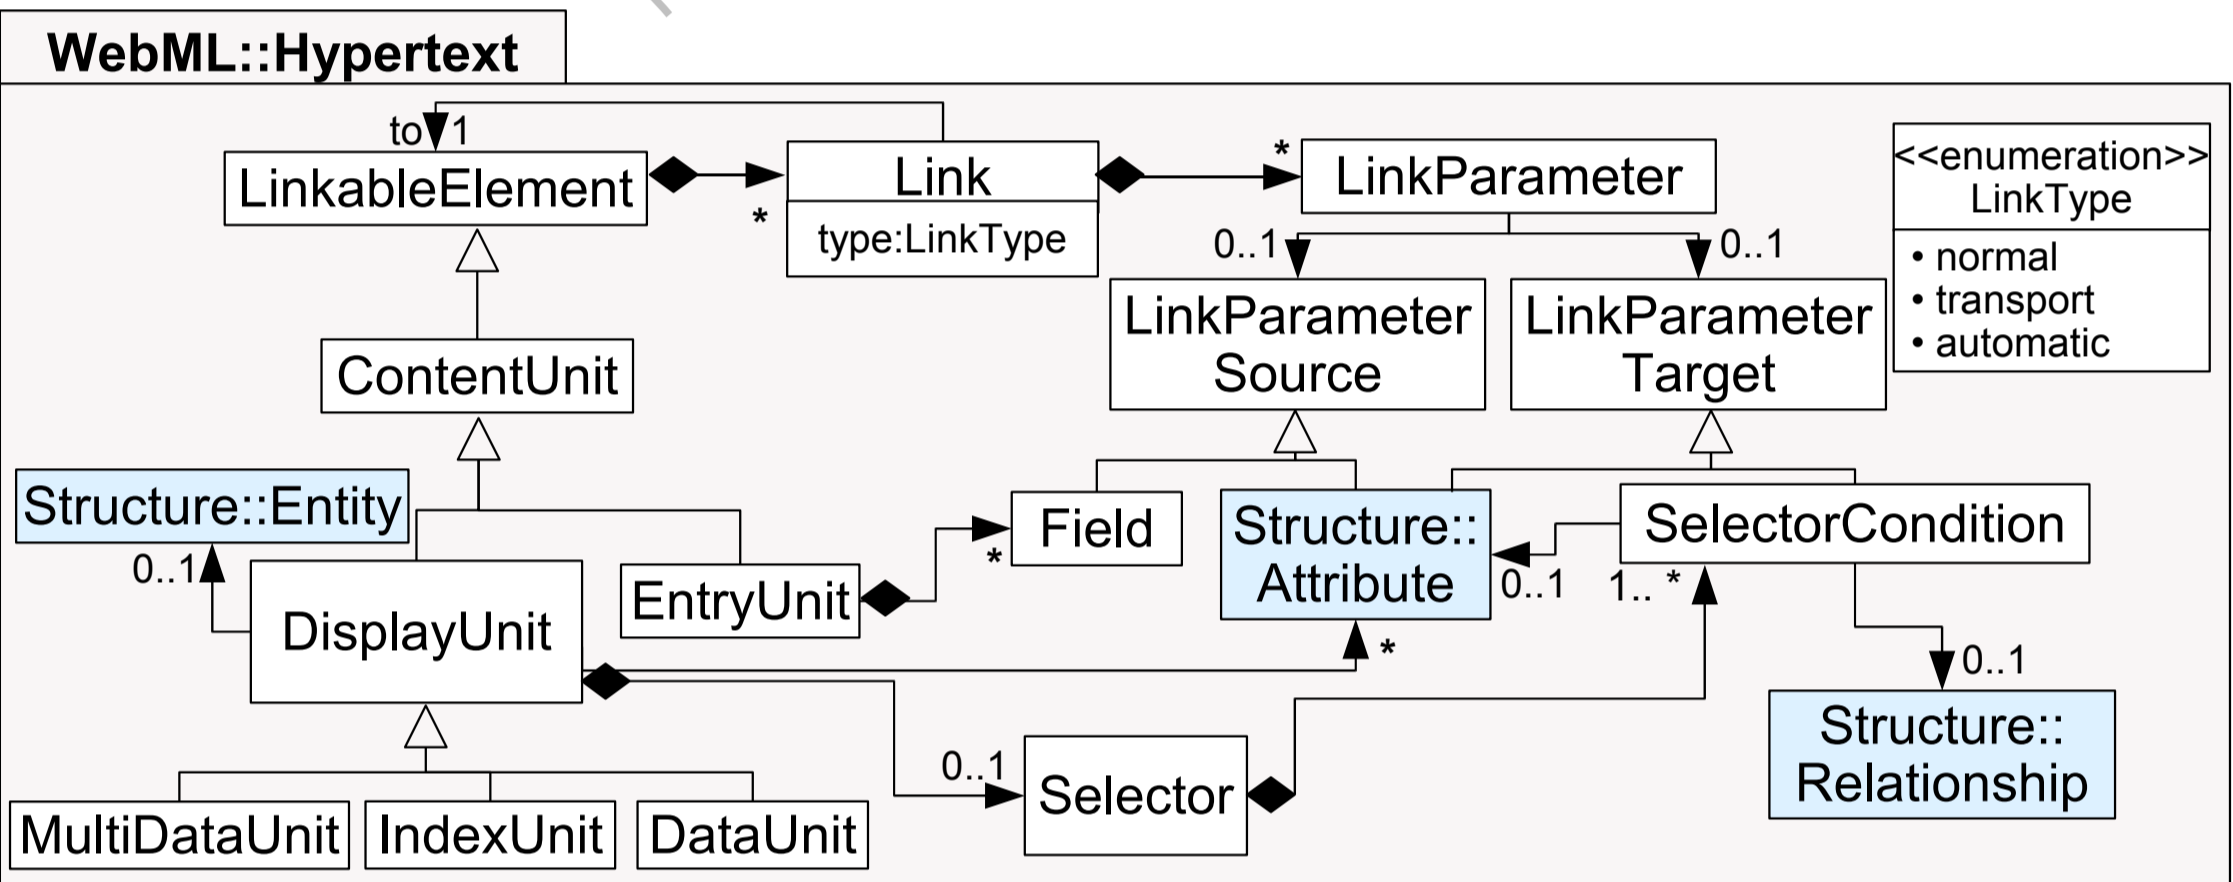 WebML::Hypertext
to 1
LinkableElement
*
Link
type:LinkType
*
LinkParameter
<<enumeration>>
LinkType
• normal
• transport
• automatic
0..1
0..1
LinkParameter
Source
LinkParameter
Target
ContentUnit
Structure::Entity
0..1
DisplayUnit
EntryUnit
*
Field
Structure::
Attribute
SelectorCondition
0..1
1.. *
*
0..1
Structure::
Relationship
0..1
Selector
MultiDataUnit
IndexUnit
DataUnit